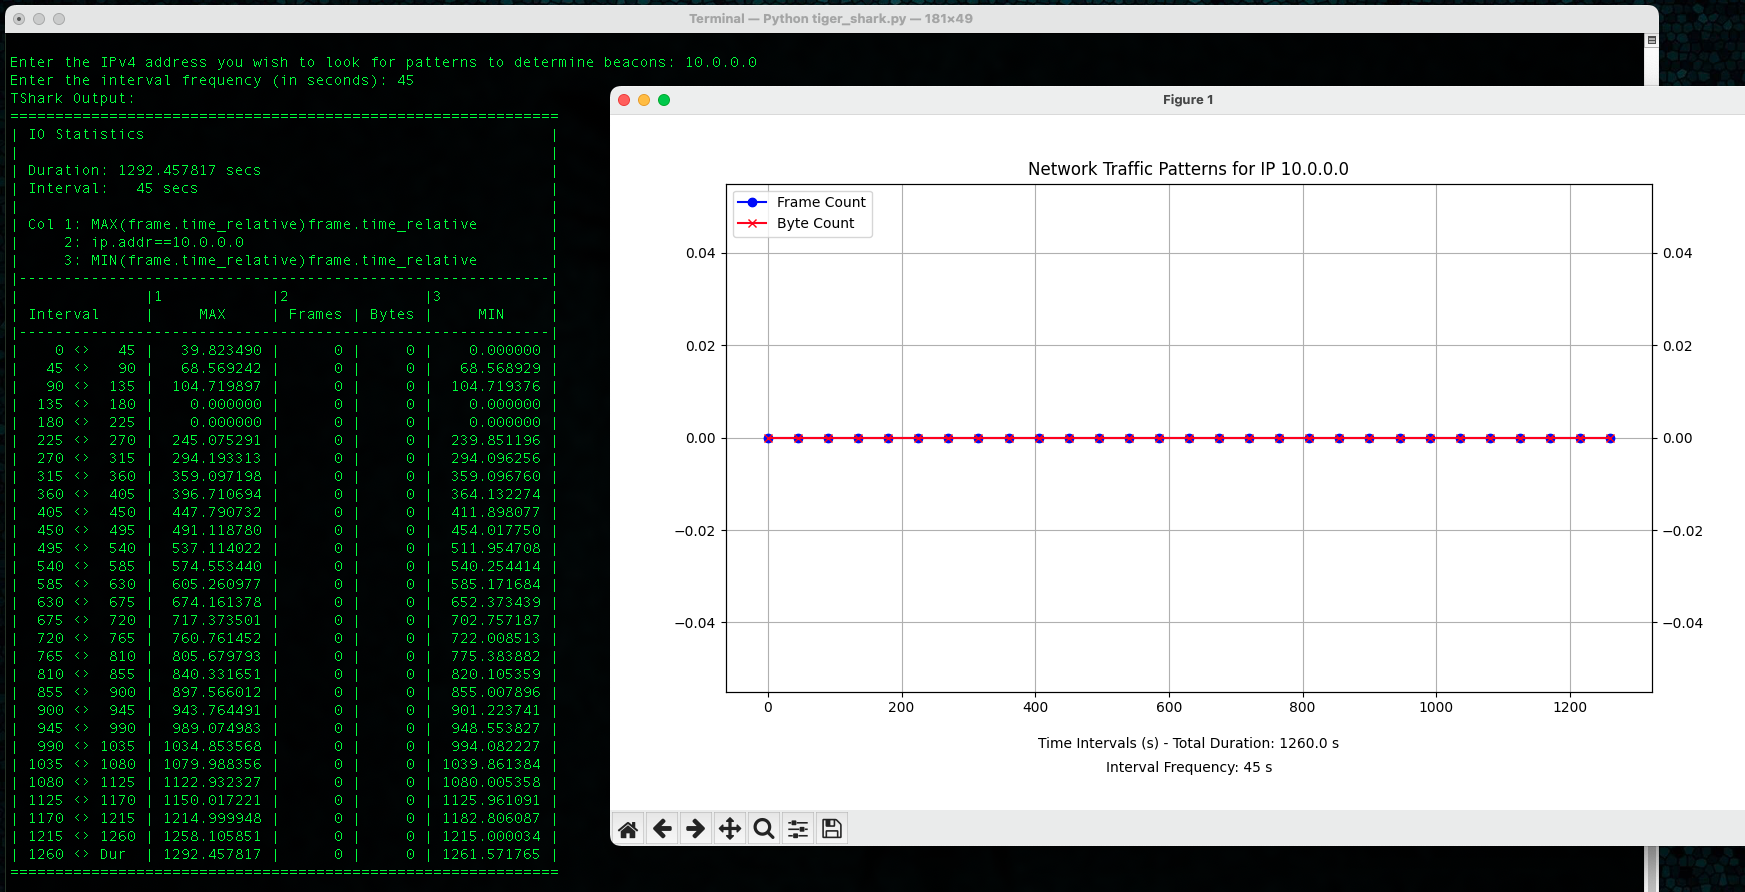 Terminal — Python tiger_shark.py — 181×49
Enter the IPv4 address you wish to look for patterns to determine beacons: 10.0.0.0
Enter the interval frequency (in seconds): 45
TShark Output:
=============================================================
| IO Statistics                                             |
|                                                           |
| Duration: 1292.457817 secs                                |
| Interval:   45 secs                                       |
|                                                           |
| Col 1: MAX(frame.time_relative)frame.time_relative        |
|     2: ip.addr==10.0.0.0                                  |
|     3: MIN(frame.time_relative)frame.time_relative        |
|-----------------------------------------------------------|
|              |1            |2                |3            |
| Interval     |     MAX     | Frames | Bytes |     MIN     |
|-----------------------------------------------------------|
|    0 <>   45 |   39.823490 |      0 |     0 |    0.000000 |
|   45 <>   90 |   68.569242 |      0 |     0 |   68.568929 |
|   90 <>  135 |  104.719897 |      0 |     0 |  104.719376 |
|  135 <>  180 |    0.000000 |      0 |     0 |    0.000000 |
|  180 <>  225 |    0.000000 |      0 |     0 |    0.000000 |
|  225 <>  270 |  245.075291 |      0 |     0 |  239.851196 |
|  270 <>  315 |  294.193313 |      0 |     0 |  294.096256 |
|  315 <>  360 |  359.097198 |      0 |     0 |  359.096760 |
|  360 <>  405 |  396.710694 |      0 |     0 |  364.132274 |
|  405 <>  450 |  447.790732 |      0 |     0 |  411.898077 |
|  450 <>  495 |  491.118780 |      0 |     0 |  454.017750 |
|  495 <>  540 |  537.114022 |      0 |     0 |  511.954708 |
|  540 <>  585 |  574.553440 |      0 |     0 |  540.254414 |
|  585 <>  630 |  605.260977 |      0 |     0 |  585.171684 |
|  630 <>  675 |  674.161378 |      0 |     0 |  652.373439 |
|  675 <>  720 |  717.373501 |      0 |     0 |  702.757187 |
|  720 <>  765 |  760.761452 |      0 |     0 |  722.008513 |
|  765 <>  810 |  805.679793 |      0 |     0 |  775.383882 |
|  810 <>  855 |  840.331651 |      0 |     0 |  820.105359 |
|  855 <>  900 |  897.566012 |      0 |     0 |  855.007896 |
|  900 <>  945 |  943.764491 |      0 |     0 |  901.223741 |
|  945 <>  990 |  989.074983 |      0 |     0 |  948.553827 |
|  990 <> 1035 | 1034.853568 |      0 |     0 |  994.082227 |
| 1035 <> 1080 | 1079.988356 |      0 |     0 | 1039.861384 |
| 1080 <> 1125 | 1122.932327 |      0 |     0 | 1080.005358 |
| 1125 <> 1170 | 1150.017221 |      0 |     0 | 1125.961091 |
| 1170 <> 1215 | 1214.999948 |      0 |     0 | 1182.806087 |
| 1215 <> 1260 | 1258.105851 |      0 |     0 | 1215.000034 |
| 1260 <> Dur  | 1292.457817 |      0 |     0 | 1261.571765 |
=============================================================
Figure 1
Network Traffic Patterns for IP 10.0.0.0
Frame Count
Byte Count
0.04 0.04
0.02 0.02
0.00 0.00
−0.02 −0.02
−0.04 −0.04
0 200 400 600 800 1000 1200
Time Intervals (s) - Total Duration: 1260.0 s
Interval Frequency: 45 s